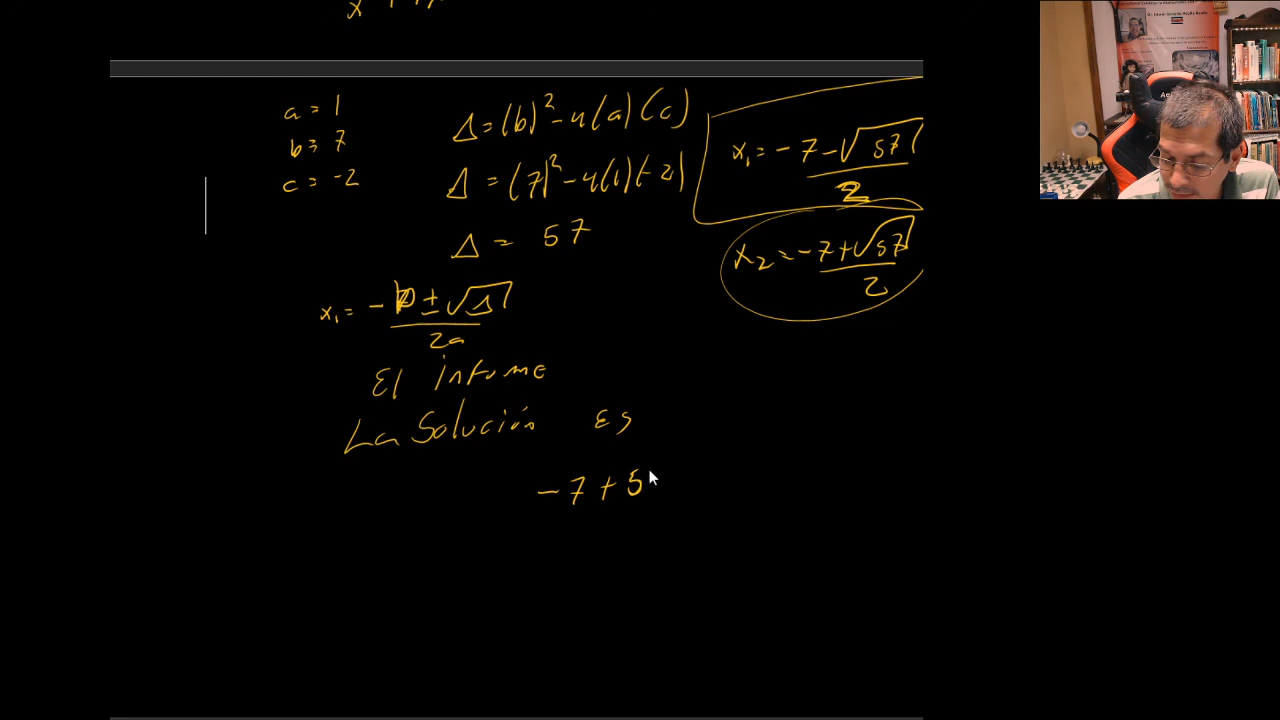 a = 1
b = 7
c = -2
Δ = (b)² - 4(a)(c)
Δ = (7)² - 4(1)(-2)
Δ = 57
x₁ = -b ± √Δ / 2a
x₁ = -7 - √57 / 2
x₂ = -7 + √57 / 2
El informe
La solución es
-7 + 5